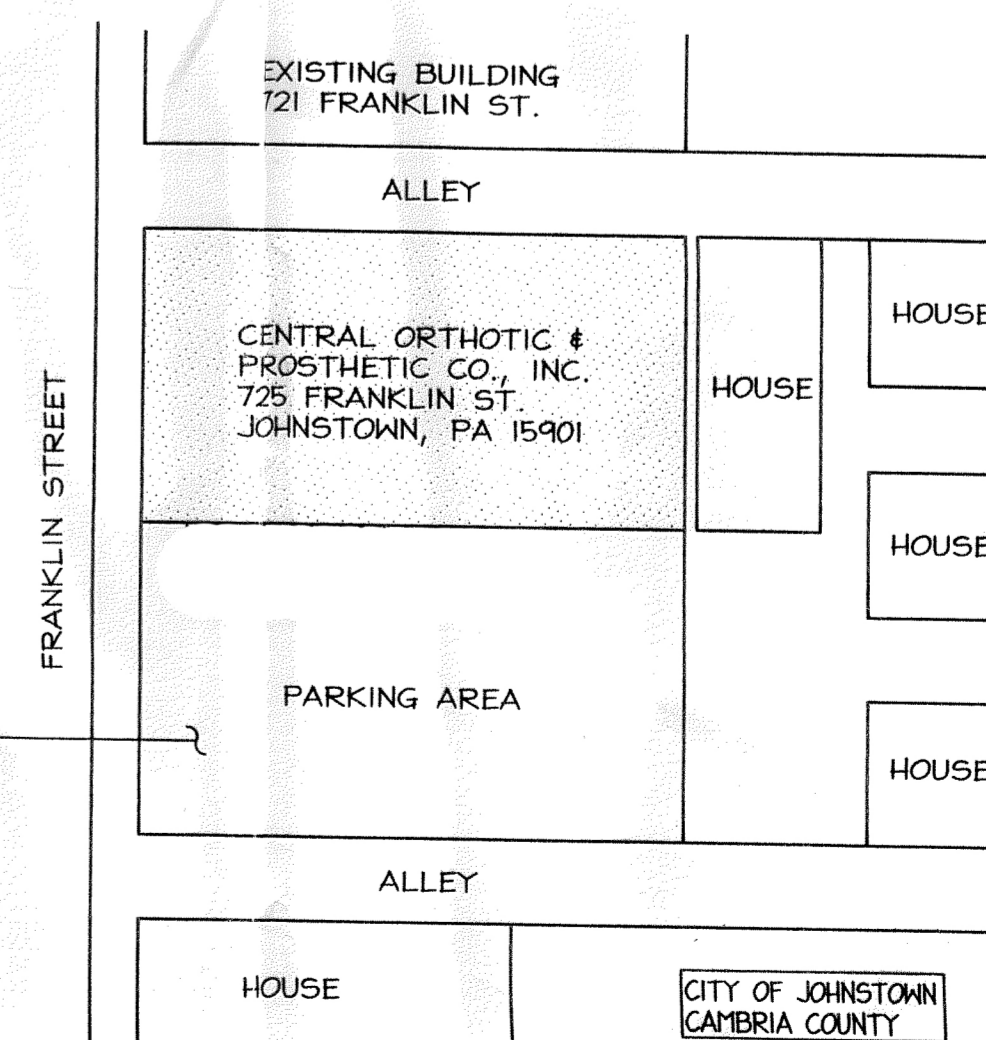 EXISTING BUILDING
721 FRANKLIN ST.
ALLEY
CENTRAL ORTHOTIC &
PROSTHETIC CO., INC.
725 FRANKLIN ST.
JOHNSTOWN, PA 15901
HOUSE
HOUSE
HOUSE
HOUSE
FRANKLIN STREET
PARKING AREA
ALLEY
HOUSE
CITY OF JOHNSTOWN
CAMBRIA COUNTY